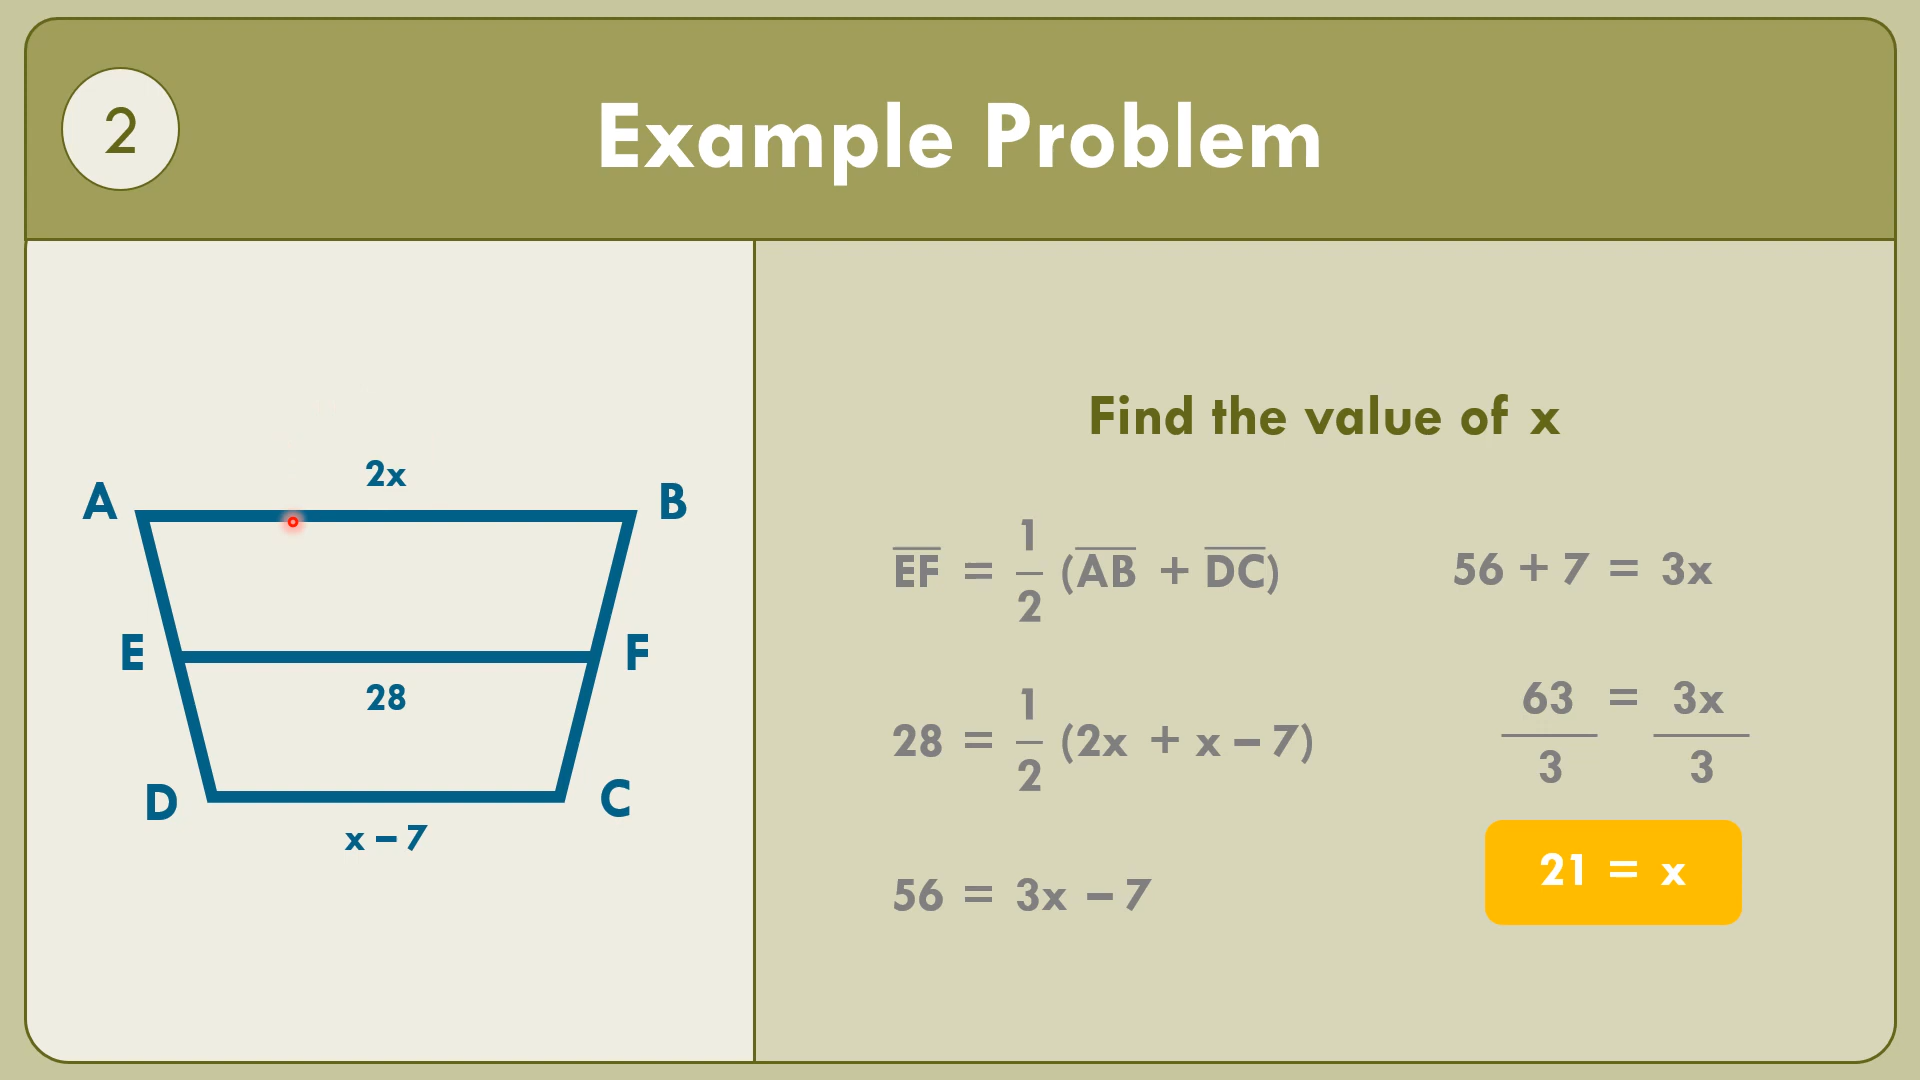 2
Example Problem
2x
A B
E F
28
D C
x – 7
Find the value of x
EF = 1/2 (AB + DC)
28 = 1/2 (2x + x – 7)
56 = 3x – 7
56 + 7 = 3x
63 = 3x
3 3
21 = x